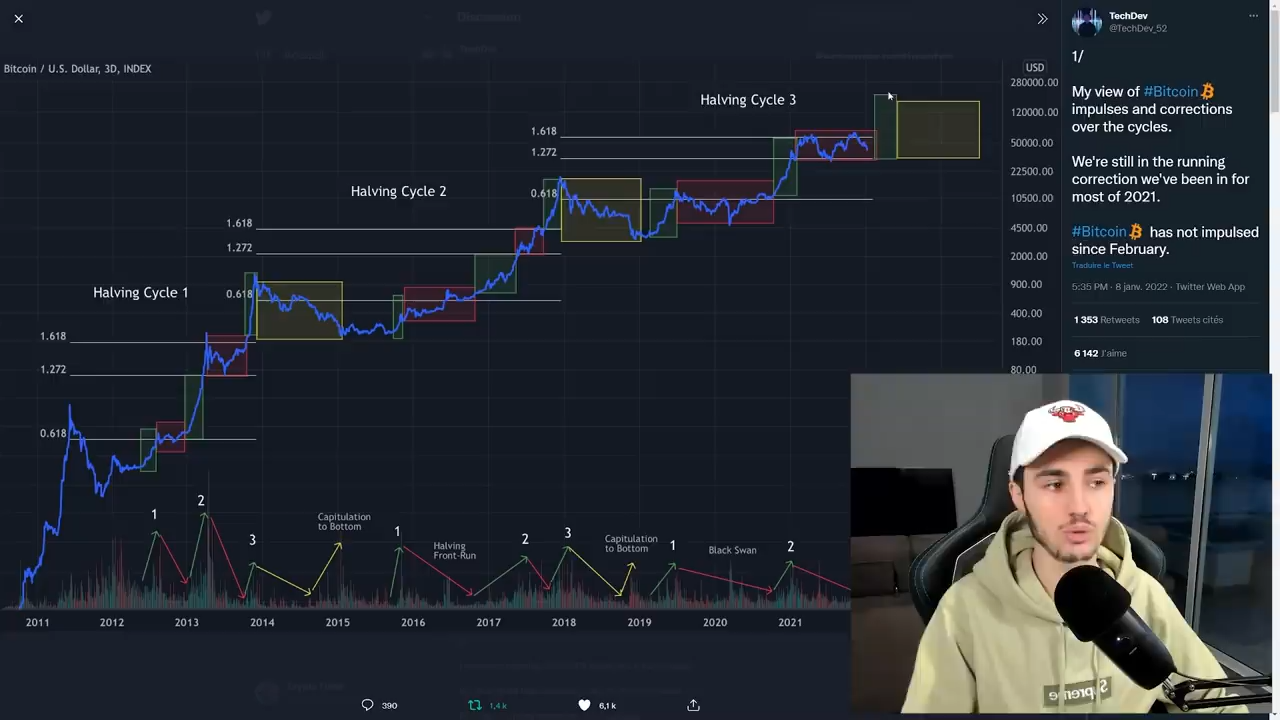 TechDev
@TechDev_52
1/
My view of #Bitcoin impulses and corrections over the cycles.
We're still in the running correction we've been in for most of 2021.
#Bitcoin has not impulsed since February.
Traduire le Tweet
5:35 PM · 8 janv. 2022 · Twitter Web App
1 353 Retweets 108 Tweets cités
6 142 J'aime
Bitcoin / U.S. Dollar, 3D, INDEX
USD
280000.00
120000.00
50000.00
22500.00
10500.00
4500.00
2000.00
900.00
400.00
180.00
80.00
Halving Cycle 3
1.618
1.272
0.618
Halving Cycle 2
1.618
1.272
0.618
Halving Cycle 1
1.618
1.272
0.618
1
2
3
Capitulation
to Bottom
1
Halving
Front-Run
2
3
Capitulation
to Bottom
1
Black Swan
2
2011 2012 2013 2014 2015 2016 2017 2018 2019 2020 2021
390 1,4 k 6,1 k
Supreme